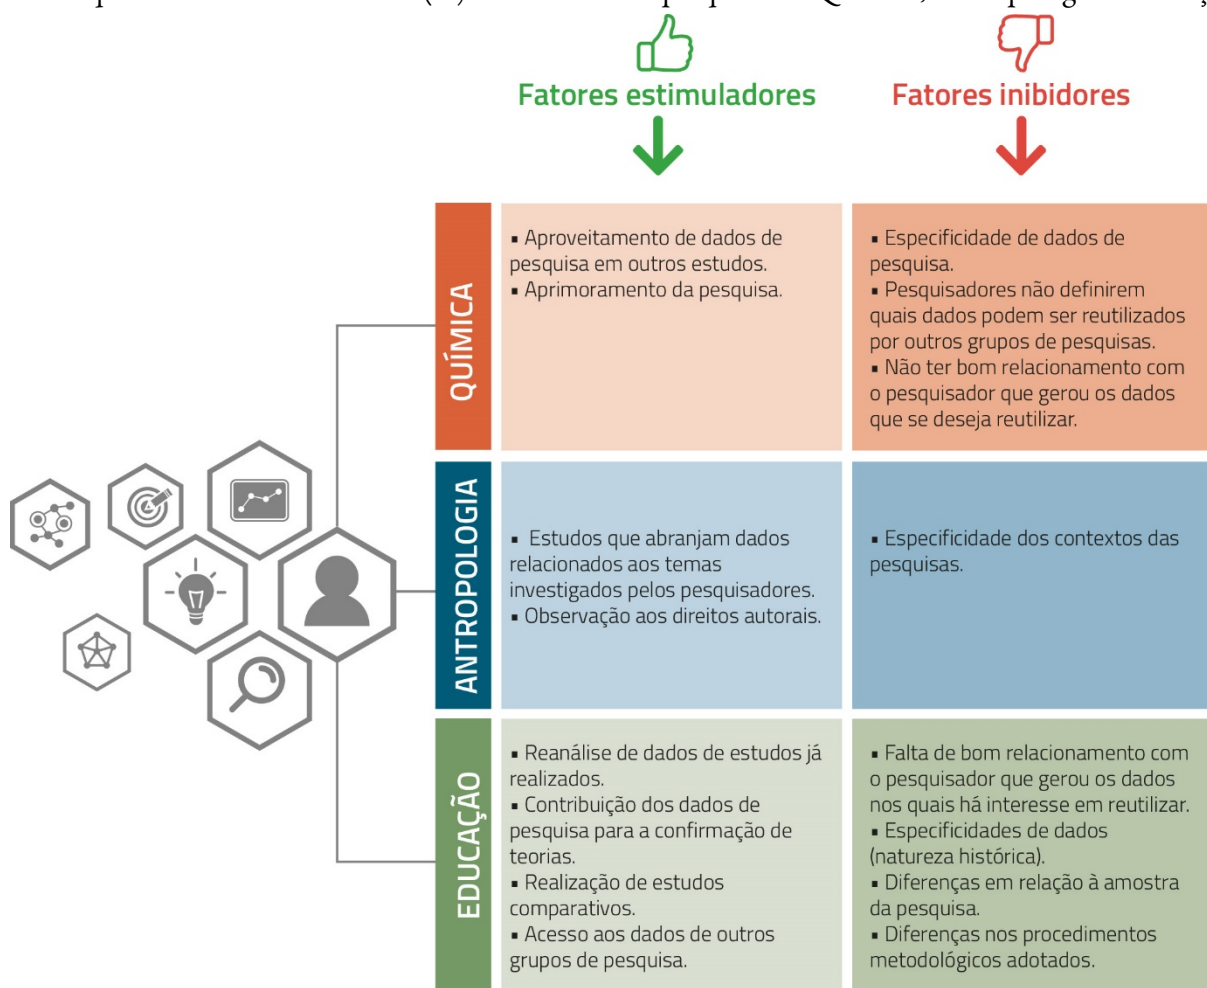 Fatores estimuladores
Fatores inibidores
QUÍMICA
▪ Aproveitamento de dados de
pesquisa em outros estudos.
▪ Aprimoramento da pesquisa.
▪ Especificidade de dados de
pesquisa.
▪ Pesquisadores não definirem
quais dados podem ser reutilizados
por outros grupos de pesquisas.
▪ Não ter bom relacionamento com
o pesquisador que gerou os dados
que se deseja reutilizar.
ANTROPOLOGIA
▪ Estudos que abranjam dados
relacionados aos temas
investigados pelos pesquisadores.
▪ Observação aos direitos autorais.
▪ Especificidade dos contextos das
pesquisas.
EDUCAÇÃO
▪ Reanálise de dados de estudos já
realizados.
▪ Contribuição dos dados de
pesquisa para a confirmação de
teorias.
▪ Realização de estudos
comparativos.
▪ Acesso aos dados de outros
grupos de pesquisa.
▪ Falta de bom relacionamento com
o pesquisador que gerou os dados
nos quais há interesse em reutilizar.
▪ Especificidades de dados
(natureza histórica).
▪ Diferenças em relação à amostra
da pesquisa.
▪ Diferenças nos procedimentos
metodológicos adotados.